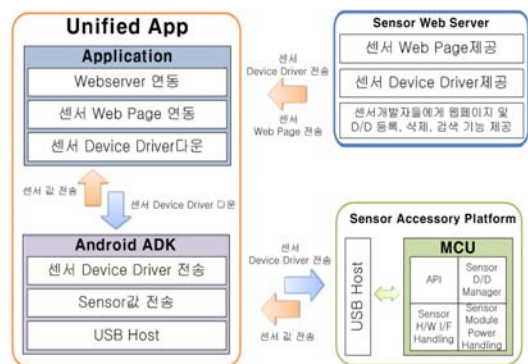 Unified App
Application
Webserver 연동
센서 Web Page 연동
센서 Device Driver다운
센서 값 전송
센서 Device Driver 다운
Android ADK
센서 Device Driver 전송
Sensor값 전송
USB Host
센서
Device Driver 전송
센서
Web Page 전송
Sensor Web Server
센서 Web Page제공
센서 Device Driver제공
센서개발자들에게 웹페이지 및
D/D 등록, 삭제, 검색 기능 제공
센서
Device Driver 전송
센서 값 전송
Sensor Accessory Platform
USB Host
MCU
API
Sensor
D/D
Manager
Sensor
H/W I/F
Handling
Sensor
Module
Power
Handling